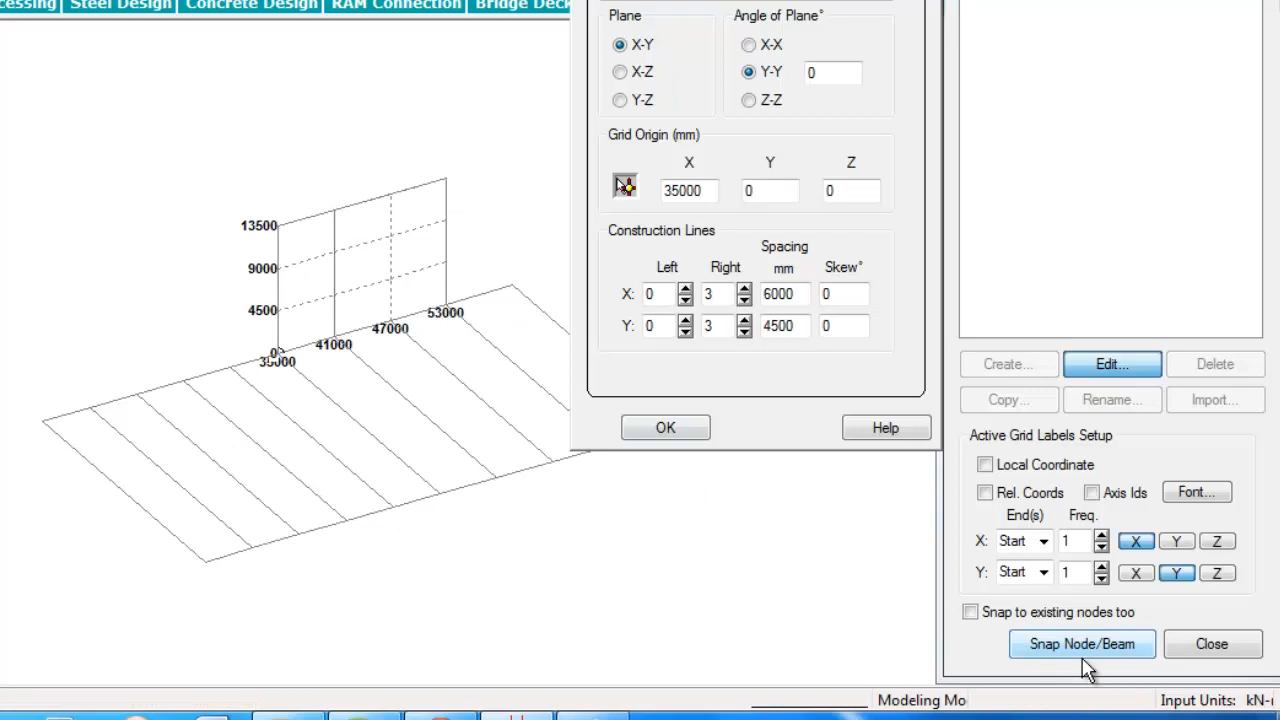 cessing Steel Design Concrete Design RAM Connection Bridge Deck
Plane
X-Y
X-Z
Y-Z
Angle of Plane°
X-X
Y-Y 0
Z-Z
Grid Origin (mm)
X Y Z
35000 0 0
Construction Lines
Spacing
Left Right mm Skew°
X: 0 3 6000 0
Y: 0 3 4500 0
OK Help
13500
9000
4500
0
35000
41000
47000
53000
Create... Edit... Delete
Copy... Rename... Import...
Active Grid Labels Setup
Local Coordinate
Rel. Coords Axis Ids Font...
End(s) Freq.
X: Start 1 X Y Z
Y: Start 1 X Y Z
Snap to existing nodes too
Snap Node/Beam Close
Modeling Mo Input Units: kN-